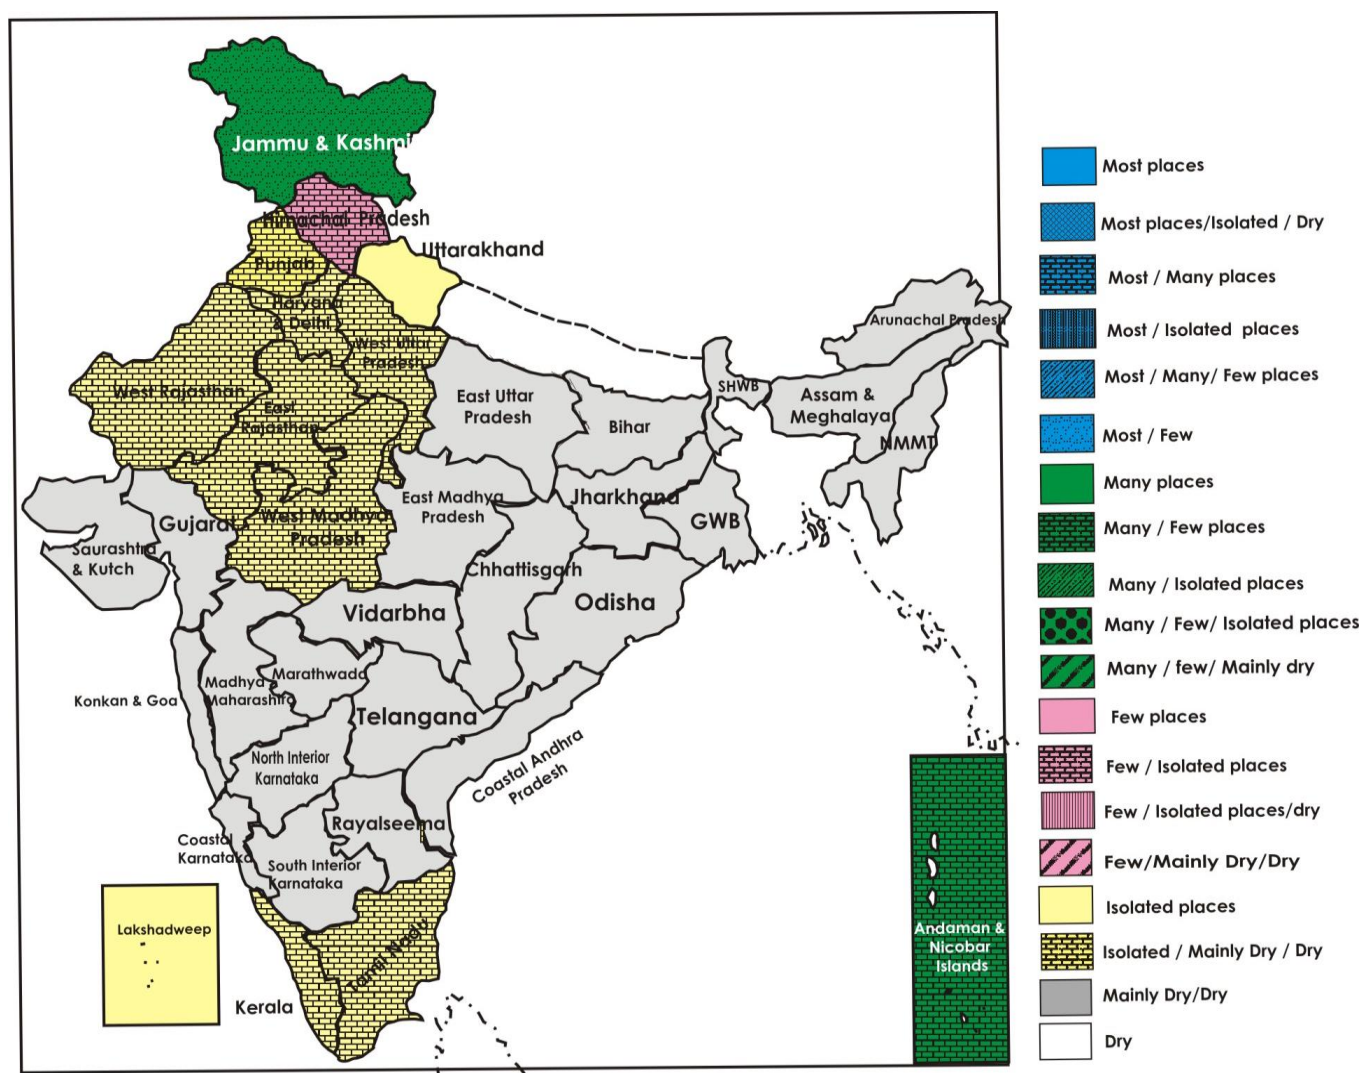 Jammu & Kashmi
Himachal Pradesh
Uttarakhand
Punjab
Haryana
& Delhi
West Uttar
Pradesh
West Rajasthan
East
Rajasthan
East Uttar
Pradesh
Bihar
SHWB
Arunachal Pradesh
Assam &
Meghalaya
NMMT
Gujarat
Saurashtra
& Kutch
West Madhya
Pradesh
East Madhya
Pradesh
Jharkhand
GWB
Chhattisgarh
Odisha
Vidarbha
Marathwada
Madhya
Maharashtra
Konkan & Goa
Telangana
North Interior
Karnataka
Coastal Andhra
Pradesh
Rayalseema
Coastal
Karnataka
South Interior
Karnataka
Lakshadweep
Kerala
Tamil Nadu
Andaman &
Nicobar
Islands
Most places
Most places/Isolated / Dry
Most / Many places
Most / Isolated places
Most / Many/ Few places
Most / Few
Many places
Many / Few places
Many / Isolated places
Many / Few/ Isolated places
Many / few/ Mainly dry
Few places
Few / Isolated places
Few / Isolated places/dry
Few/Mainly Dry/Dry
Isolated places
Isolated / Mainly Dry / Dry
Mainly Dry/Dry
Dry